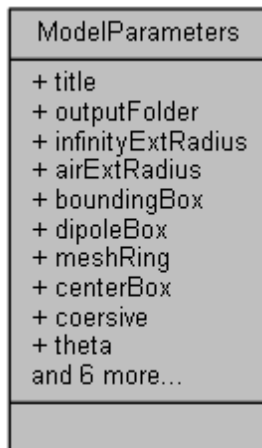 ModelParameters
+ title
+ outputFolder
+ infinityExtRadius
+ airExtRadius
+ boundingBox
+ dipoleBox
+ meshRing
+ centerBox
+ coersive
+ theta
and 6 more...